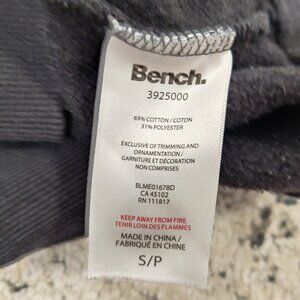 Bench.
3925000
69% COTTON / COTON
31% POLYESTER
EXCLUSIVE OF TRIMMING AND
ORNAMENTATION /
GARNITURE ET DÉCORATION
NON COMPRISES
BLME01678D
CA 45102
RN 111817
KEEP AWAY FROM FIRE
TENIR LOIN DES FLAMMES
MADE IN CHINA /
FABRIQUÉ EN CHINE
S/P